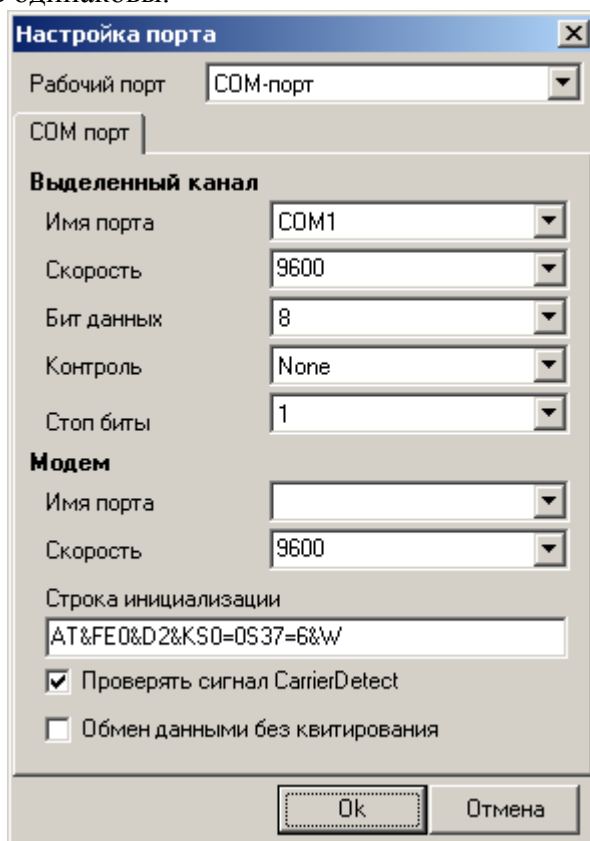 одинаковы.
Настройка порта
Рабочий порт COM-порт
COM порт
Выделенный канал
Имя порта COM1
Скорость 9600
Бит данных 8
Контроль None
Стоп биты 1
Модем
Имя порта
Скорость 9600
Строка инициализации
AT&FE0&D2&KS0=0S37=6&W
Проверять сигнал CarrierDetect
Обмен данными без квитирования
Ok Отмена